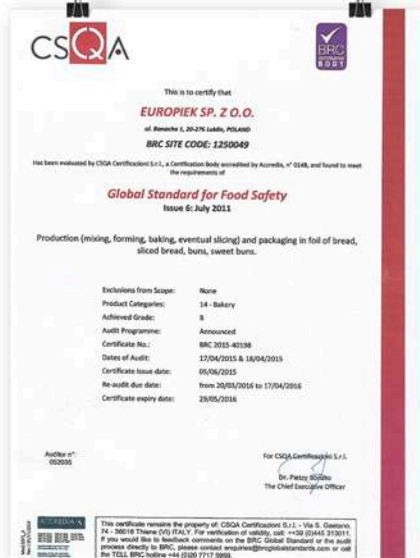 CSQA
BRC
This is to certify that
EUROPIEK SP. Z O.O.
ul. Banacha 1, 20-276 Lublin, POLAND
BRC SITE CODE: 1250049
Has been evaluated by CSQA Certificazioni S.r.l., a Certification Body accredited by Accredia, n° 014B, and found to meet
the requirements of
Global Standard for Food Safety
Issue 6: July 2011
Production (mixing, forming, baking, eventual slicing) and packaging in foil of bread,
sliced bread, buns, sweet buns.
Exclusions from Scope: None
Product Categories: 14 - Bakery
Achieved Grade: B
Audit Programme: Announced
Certificate No.: BRC 2015-40198
Dates of Audit: 17/04/2015 & 18/04/2015
Certificate issue date: 05/06/2015
Re-audit due date: from 20/03/2016 to 17/04/2016
Certificate expiry date: 29/05/2016
Auditor n°:
052035
For CSQA Certificazioni S.r.l.
Dr. Pietro Bonato
The Chief Executive Officer
ACCREDIA
This certificate remains the property of: CSQA Certificazioni S.r.l. - Via S. Gaetano,
74 - 36016 Thiene (VI) ITALY. For verification of validity, call: ++39 (0)445 313011.
If you would like to feedback comments on the BRC Global Standard or the audit
process directly to BRC, please contact enquiries@brcglobalstandards.com or call
the TELL BRC hotline +44 (0)20 7717 5959.